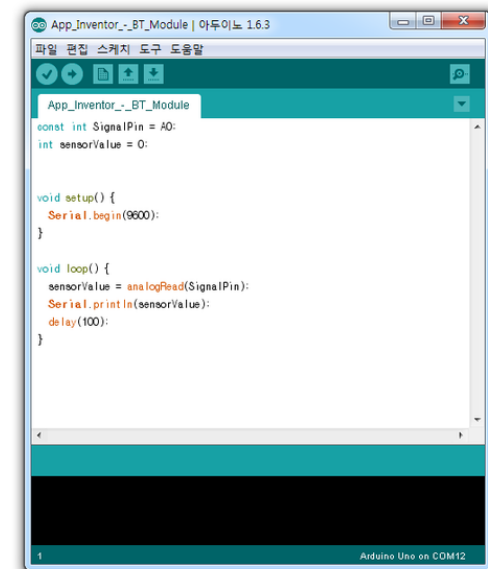 App_Inventor_-_BT_Module | 아두이노 1.6.3
파일 편집 스케치 도구 도움말
App_Inventor_-_BT_Module
const int SignalPin = A0;
int sensorValue = 0;
void setup() {
Serial.begin(9600);
}
void loop() {
sensorValue = analogRead(SignalPin);
Serial.println(sensorValue);
delay(100);
}
1
Arduino Uno on COM12